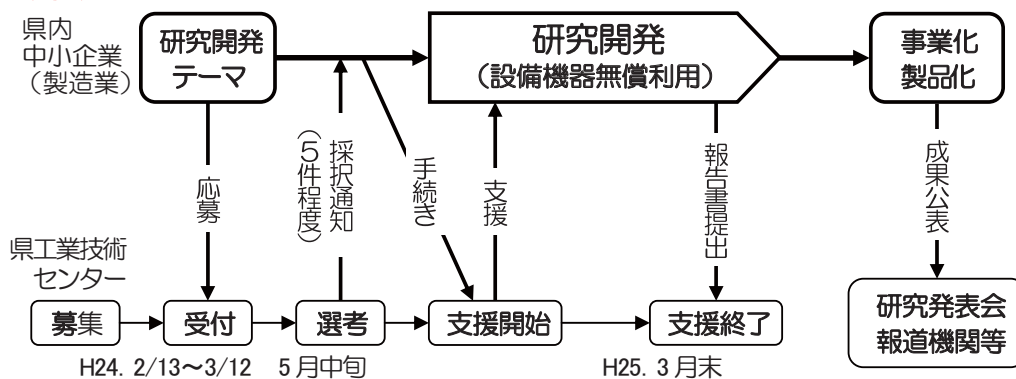 県内
中小企業
（製造業）
研究開発
テーマ
研究開発
（設備機器無償利用）
事業化
製品化
応募
採択通知
（５件程度）
手続き
支援
報告書提出
成果公表
県工業技術
センター
募集
受付
選考
支援開始
支援終了
研究発表会
報道機関等
H24. 2/13～3/12
5月中旬
H25. 3月末